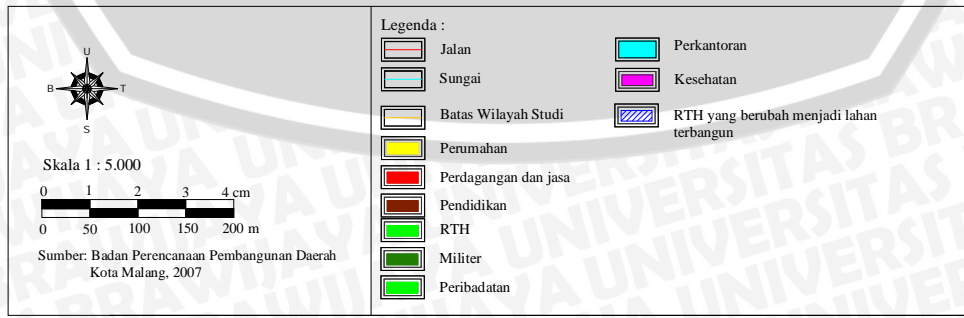 U
B T
S
Skala 1 : 5.000
0 1 2 3 4 cm
0 50 100 150 200 m
Sumber: Badan Perencanaan Pembangunan Daerah
Kota Malang, 2007
Legenda :
Jalan
Sungai
Batas Wilayah Studi
Perumahan
Perdagangan dan jasa
Pendidikan
RTH
Militer
Peribadatan
Perkantoran
Kesehatan
RTH yang berubah menjadi lahan
terbangun